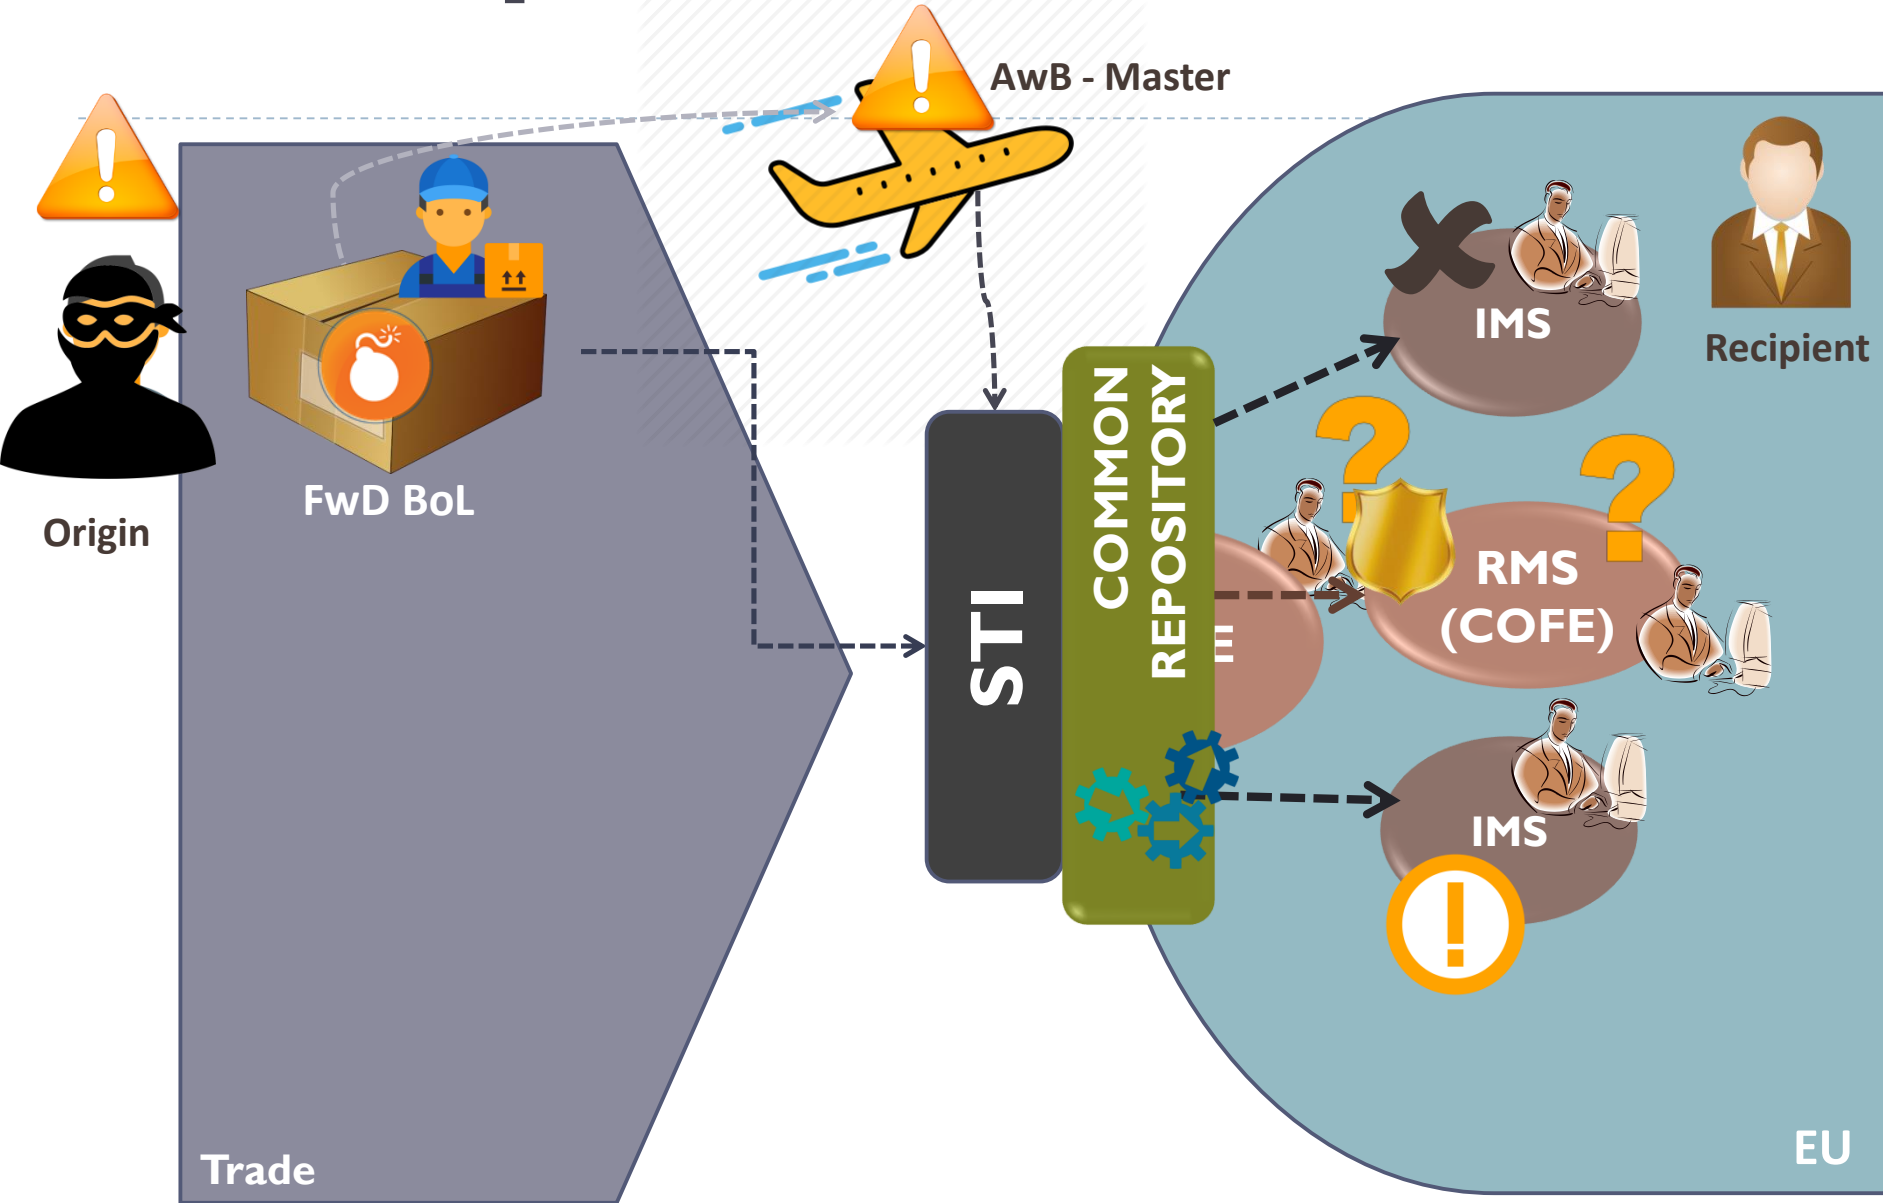 AwB - Master
Origin
FwD BoL
Trade
STI
COMMON
REPOSITORY
E
IMS
Recipient
RMS
(COFE)
IMS
EU